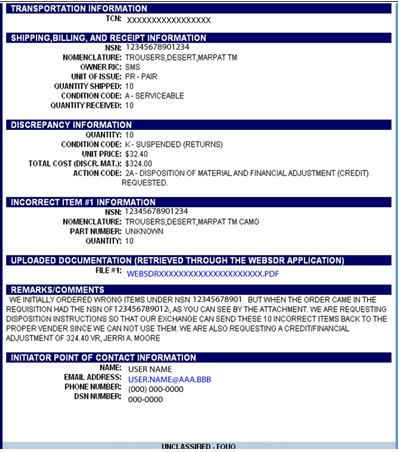 TRANSPORTATION INFORMATION
TCN: XXXXXXXXXXXXXXXXX
SHIPPING,BILLING, AND RECEIPT INFORMATION
NSN: 12345678901234
NOMENCLATURE: TROUSERS,DESERT,MARPAT TM
OWNER RIC: SMS
UNIT OF ISSUE: PR - PAIR
QUANTITY SHIPPED: 10
CONDITION CODE: A - SERVICEABLE
QUANTITY RECEIVED: 10
DISCREPANCY INFORMATION
QUANTITY: 10
CONDITION CODE: K - SUSPENDED (RETURNS)
UNIT PRICE: $32.40
TOTAL COST (DISCR. MAT.): $324.00
ACTION CODE: 2A - DISPOSITION OF MATERIAL AND FINANCIAL ADJUSTMENT (CREDIT)
REQUESTED.
INCORRECT ITEM #1 INFORMATION
NSN: 12345678901234
NOMENCLATURE: TROUSERS,DESERT,MARPAT TM CAMO
PART NUMBER: UNKNOWN
QUANTITY: 10
UPLOADED DOCUMENTATION (RETRIEVED THROUGH THE WEBSDR APPLICATION)
FILE #1: WEBSDRXXXXXXXXXXXXXXXXXXXXXX.PDF
REMARKS/COMMENTS
WE INITIALLY ORDERED WRONG ITEMS UNDER NSN 12345678901 BUT WHEN THE ORDER CAME IN THE
REQUISITION HAD THE NSN OF 123456789012, AS YOU CAN SEE BY THE ATTACHMENT. WE ARE REQUESTING
DISPOSITION INSTRUCTIONS SO THAT OUR EXCHANGE CAN SEND THESE 10 INCORRECT ITEMS BACK TO THE
PROPER VENDER SINCE WE CAN NOT USE THEM. WE ARE ALSO REQUESTING A CREDIT/FINANCIAL
ADJUSTMENT OF 324.40 VR, JERRI A. MOORE
INITIATOR POINT OF CONTACT INFORMATION
NAME: USER NAME
EMAIL ADDRESS: USER.NAME@AAA.BBB
PHONE NUMBER: (000) 000-0000
DSN NUMBER: 000-0000
UNCLASSIFIED - FOUO